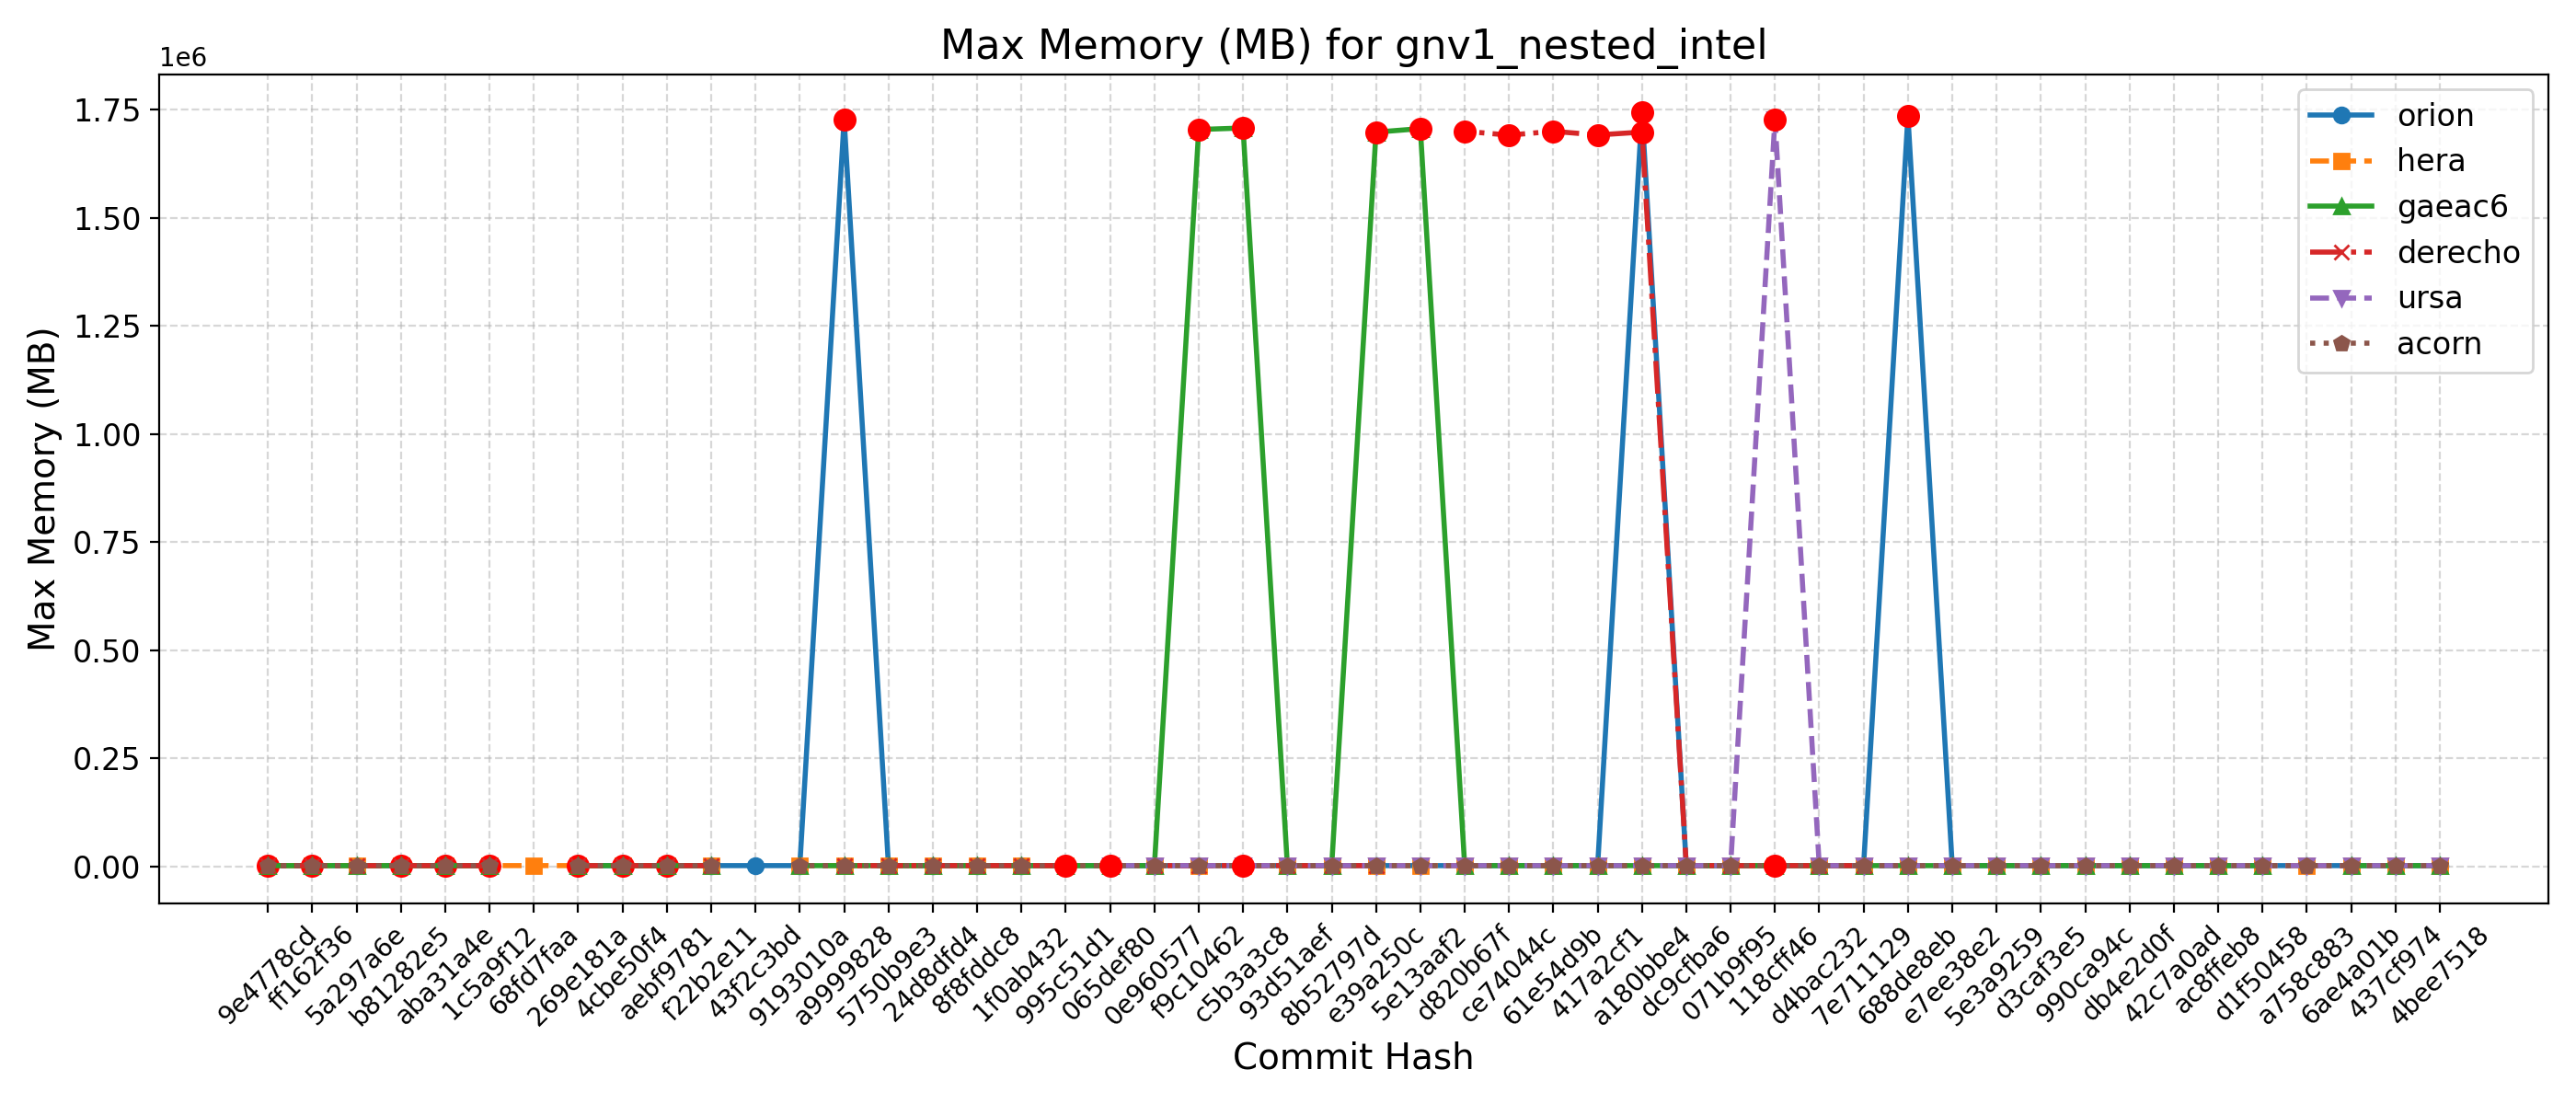 Max Memory (MB) for gnv1_nested_intel
1e6
1.75
1.50
1.25
1.00
0.75
0.50
0.25
0.00
Max Memory (MB)
orion
hera
gaeac6
derecho
ursa
acorn
9e4778cd
ff162f36
5a297a6e
b81282e5
aba31a4e
1c5a9f12
68fd7faa
269e181a
4cbe50f4
aebf9781
f22b2e11
43f2c3bd
9193010a
a9999828
5750b9e3
24d8dfd4
8f8fddc8
1f0ab432
995c51d1
065def80
0e960577
f9c10462
c5b3a3c8
93d51aef
8b52797d
e39a250c
5e13aaf2
d820b67f
ce74044c
61e54d9b
417a2cf1
a180bbe4
dc9cfba6
071b9f95
118cff46
d4bac232
7e711129
688de8eb
e7ee38e2
5e3a9259
d3caf3e5
990ca94c
db4e2d0f
42c7a0ad
ac8ffeb8
d1f50458
a758c883
6ae4a01b
437cf974
4bee7518
Commit Hash